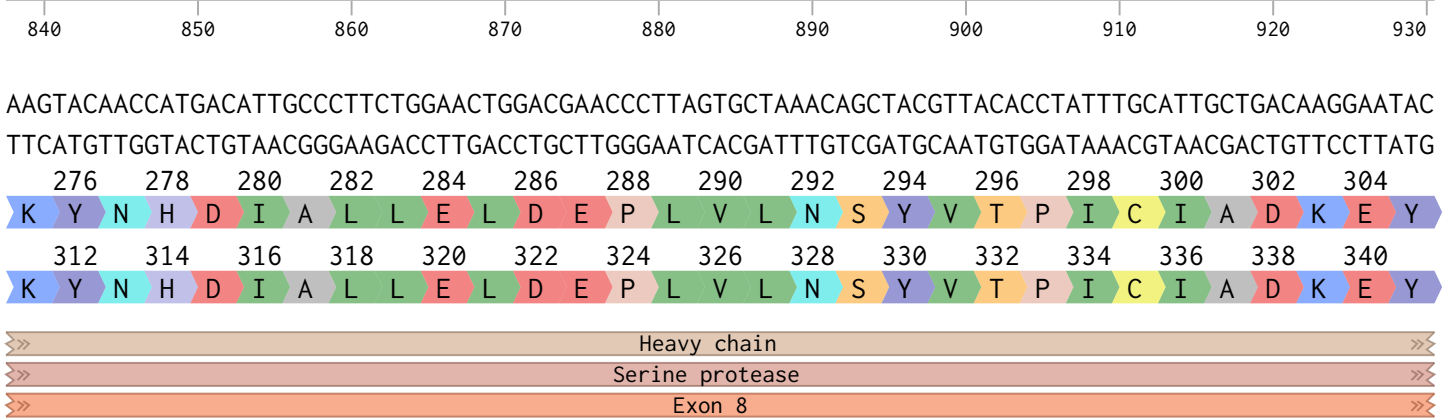 840 850 860 870 880 890 900 910 920 930
AAGTACAACCATGACATTGCCCTTCTGGAACTGGACGAACCCTTAGTGCTAAACAGCTACGTTACACCTATTTGCATTGCTGACAAGGAATAC
TTCATGTTGGTACTGTAACGGGAAGACCTTGACCTGCTTGGGAATCACGATTTGTCGATGCAATGTGGATAAACGTAACGACTGTTCCTTATG
276 278 280 282 284 286 288 290 292 294 296 298 300 302 304
K Y N H D I A L L E L D E P L V L N S Y V T P I C I A D K E Y
312 314 316 318 320 322 324 326 328 330 332 334 336 338 340
K Y N H D I A L L E L D E P L V L N S Y V T P I C I A D K E Y
Heavy chain
Serine protease
Exon 8